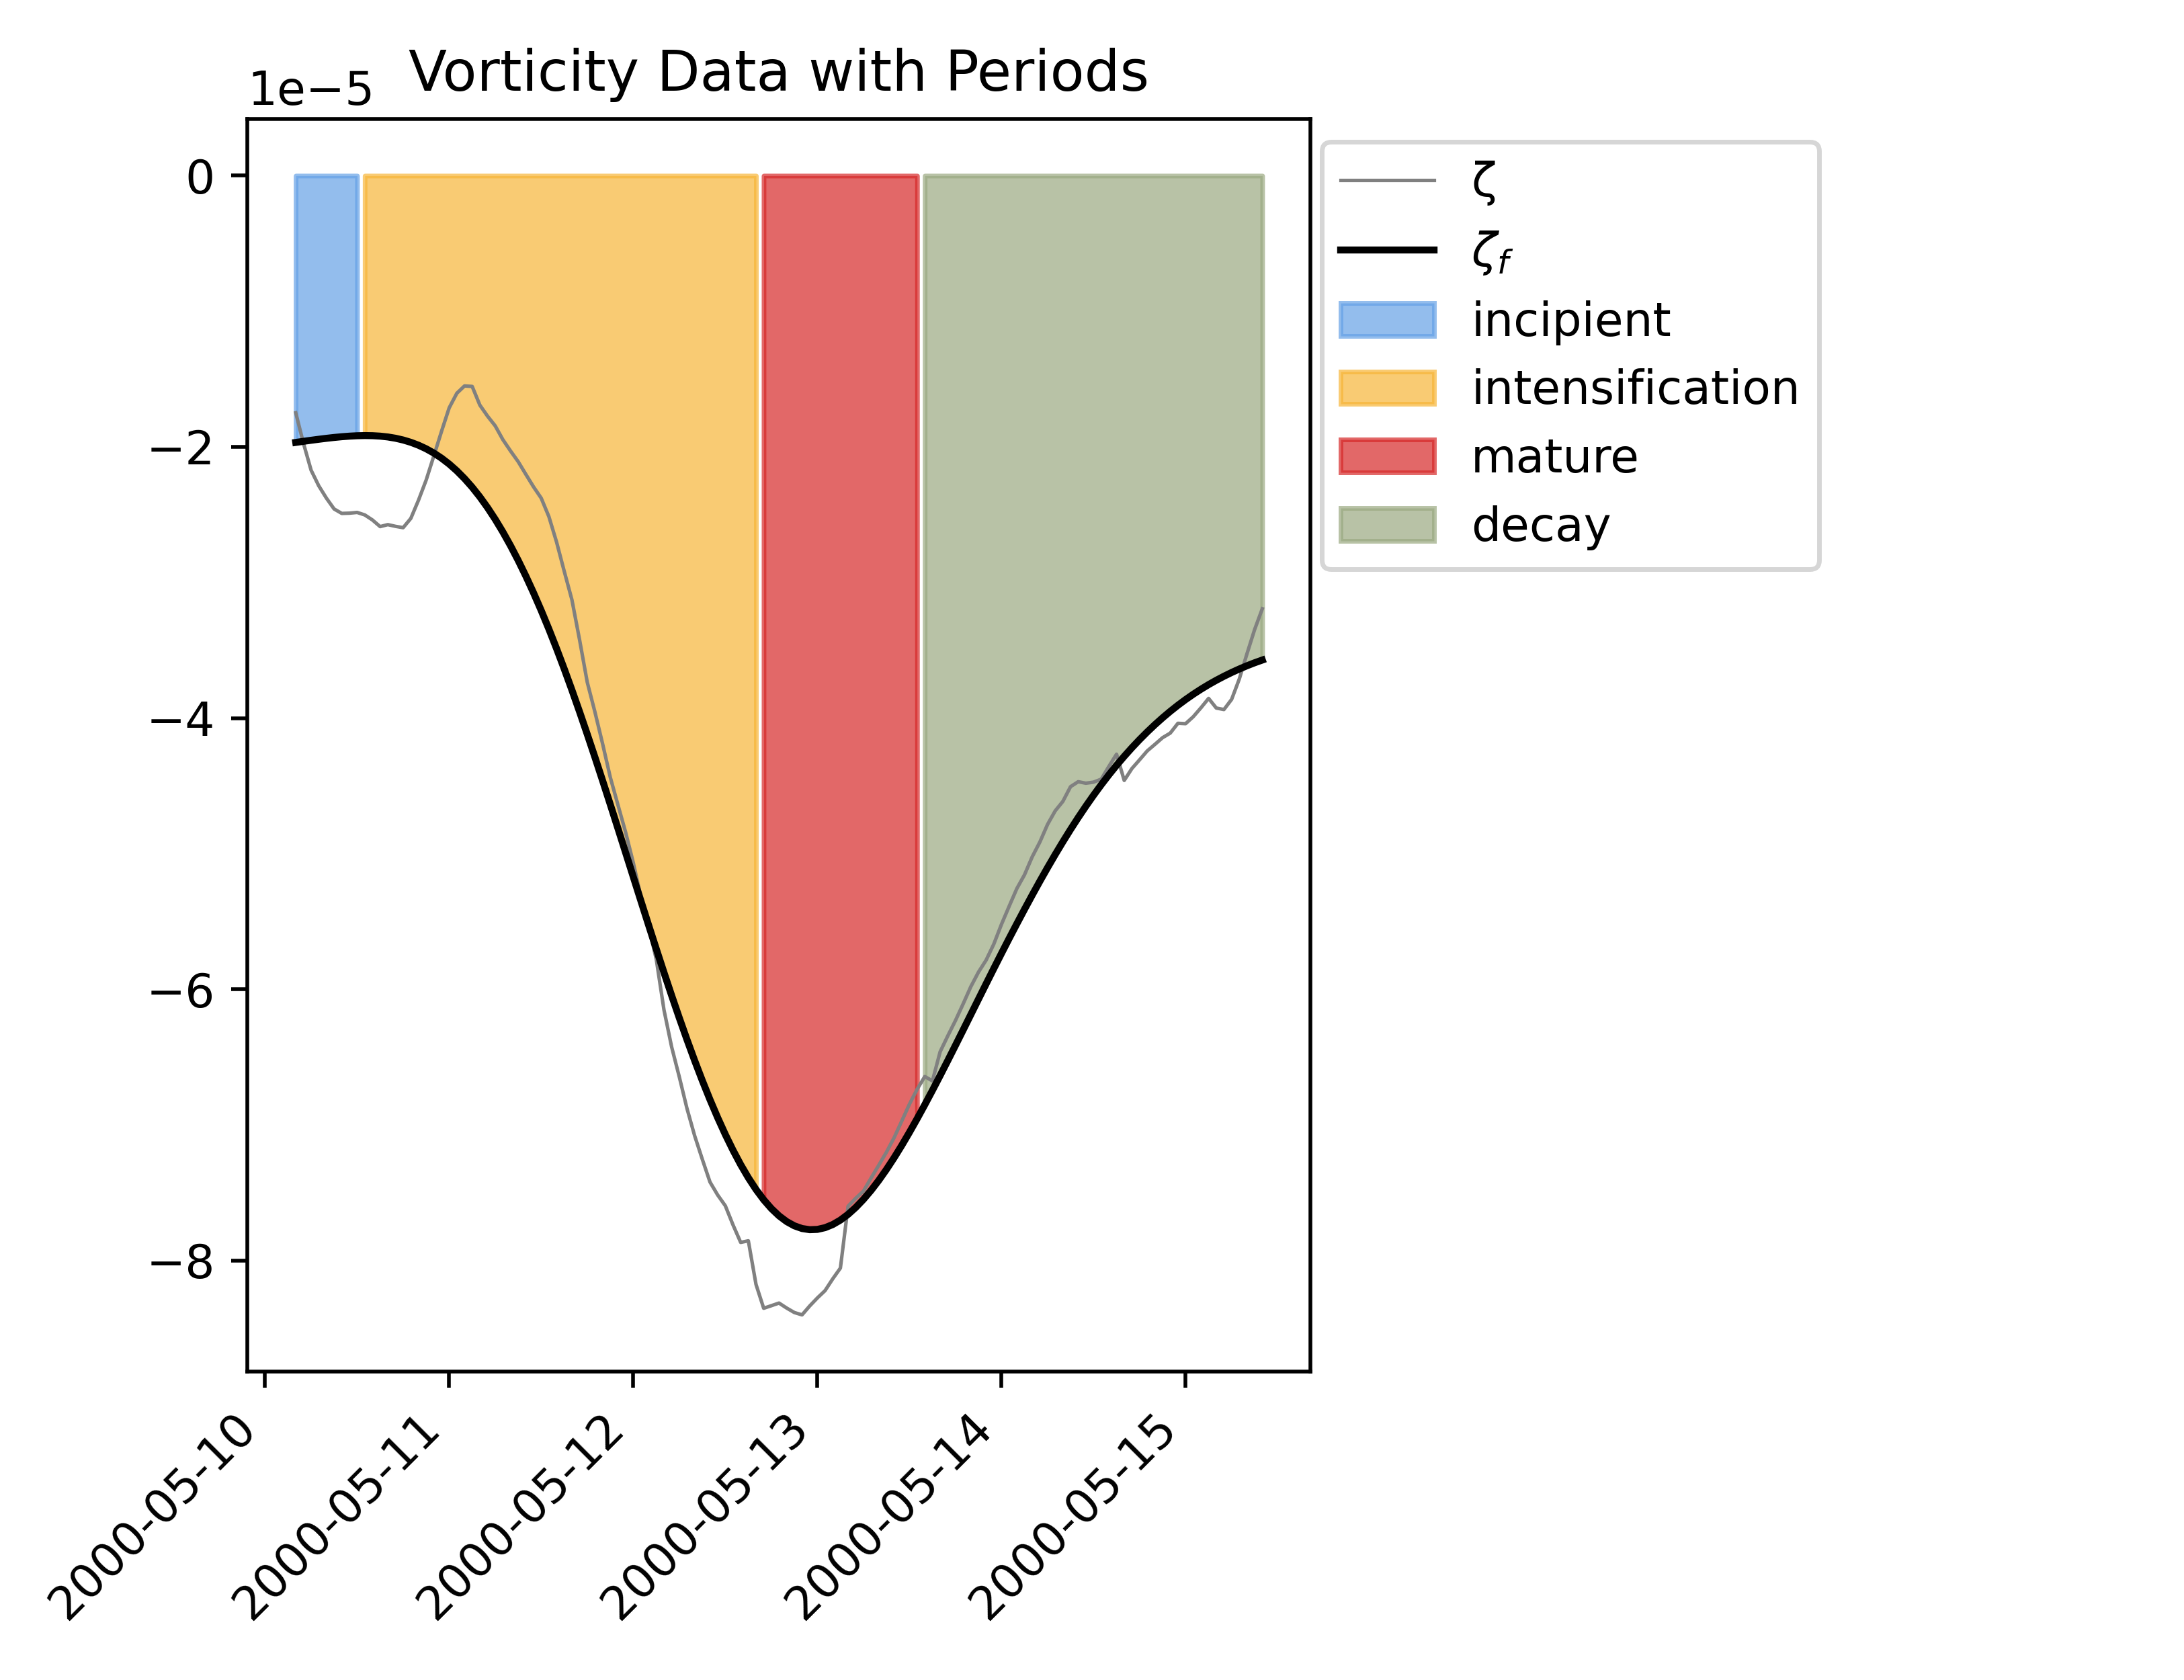 Vorticity Data with Periods
1e−5
0
−2
−4
−6
−8
2000-05-10
2000-05-11
2000-05-12
2000-05-13
2000-05-14
2000-05-15
ζ
ζf
incipient
intensification
mature
decay